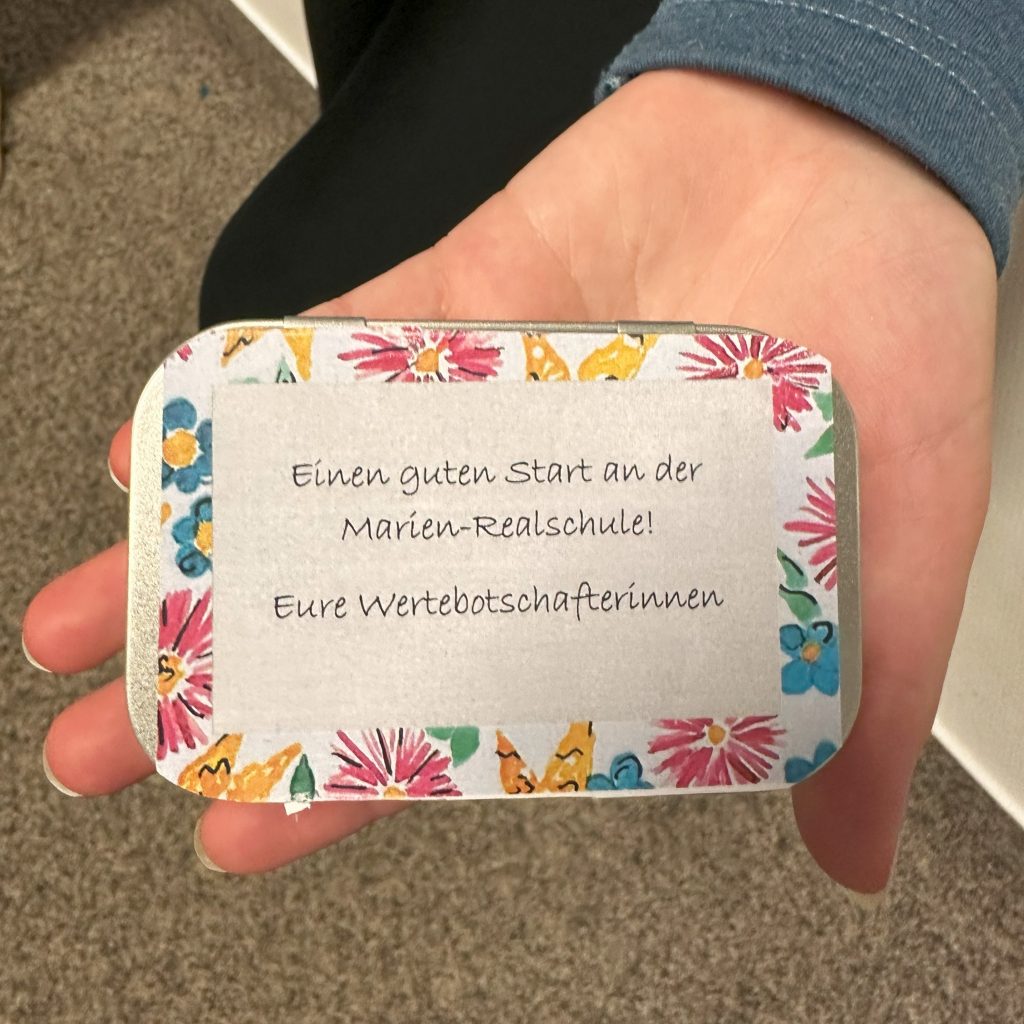 Einen guten Start an der
Marien-Realschule!
Eure Wertebotschafterinnen